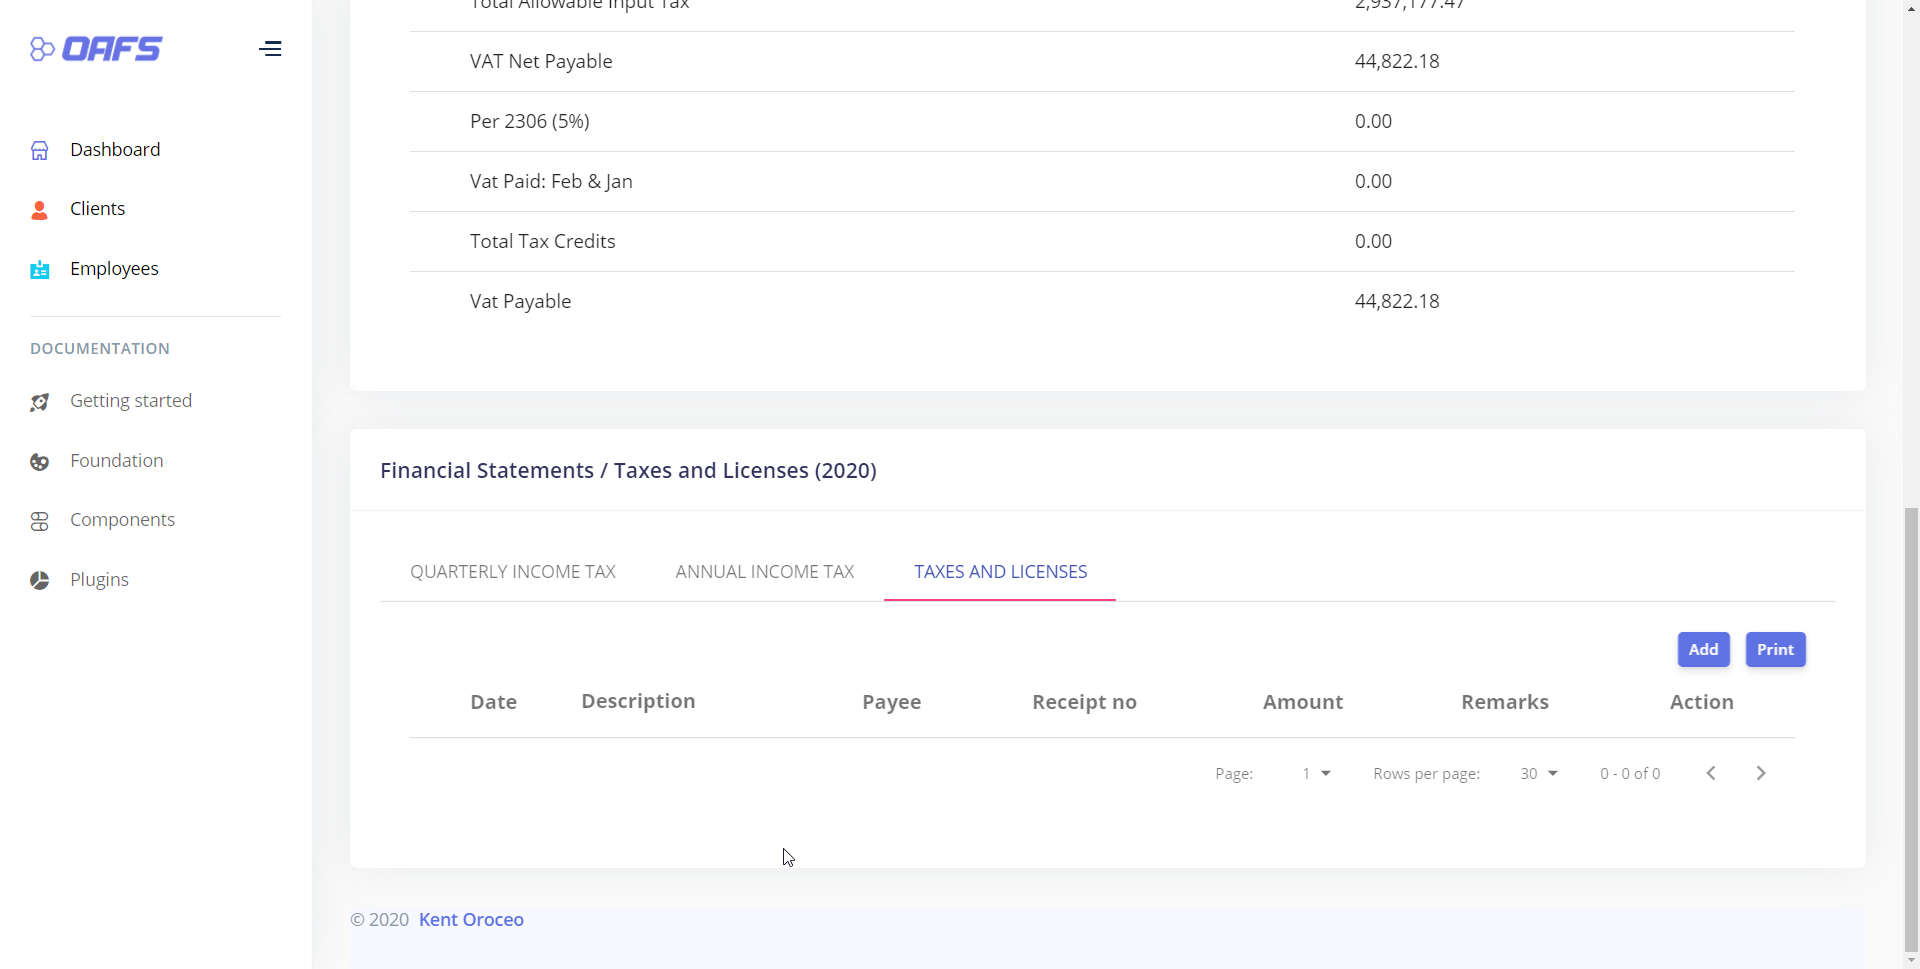 OAFS
Dashboard
Clients
Employees
DOCUMENTATION
Getting started
Foundation
Components
Plugins
Total Allowable Input Tax 2,937,177.47
VAT Net Payable 44,822.18
Per 2306 (5%) 0.00
Vat Paid: Feb & Jan 0.00
Total Tax Credits 0.00
Vat Payable 44,822.18
Financial Statements / Taxes and Licenses (2020)
QUARTERLY INCOME TAX ANNUAL INCOME TAX TAXES AND LICENSES
Add Print
Date Description Payee Receipt no Amount Remarks Action
Page: 1 Rows per page: 30 0 - 0 of 0
© 2020 Kent Oroceo